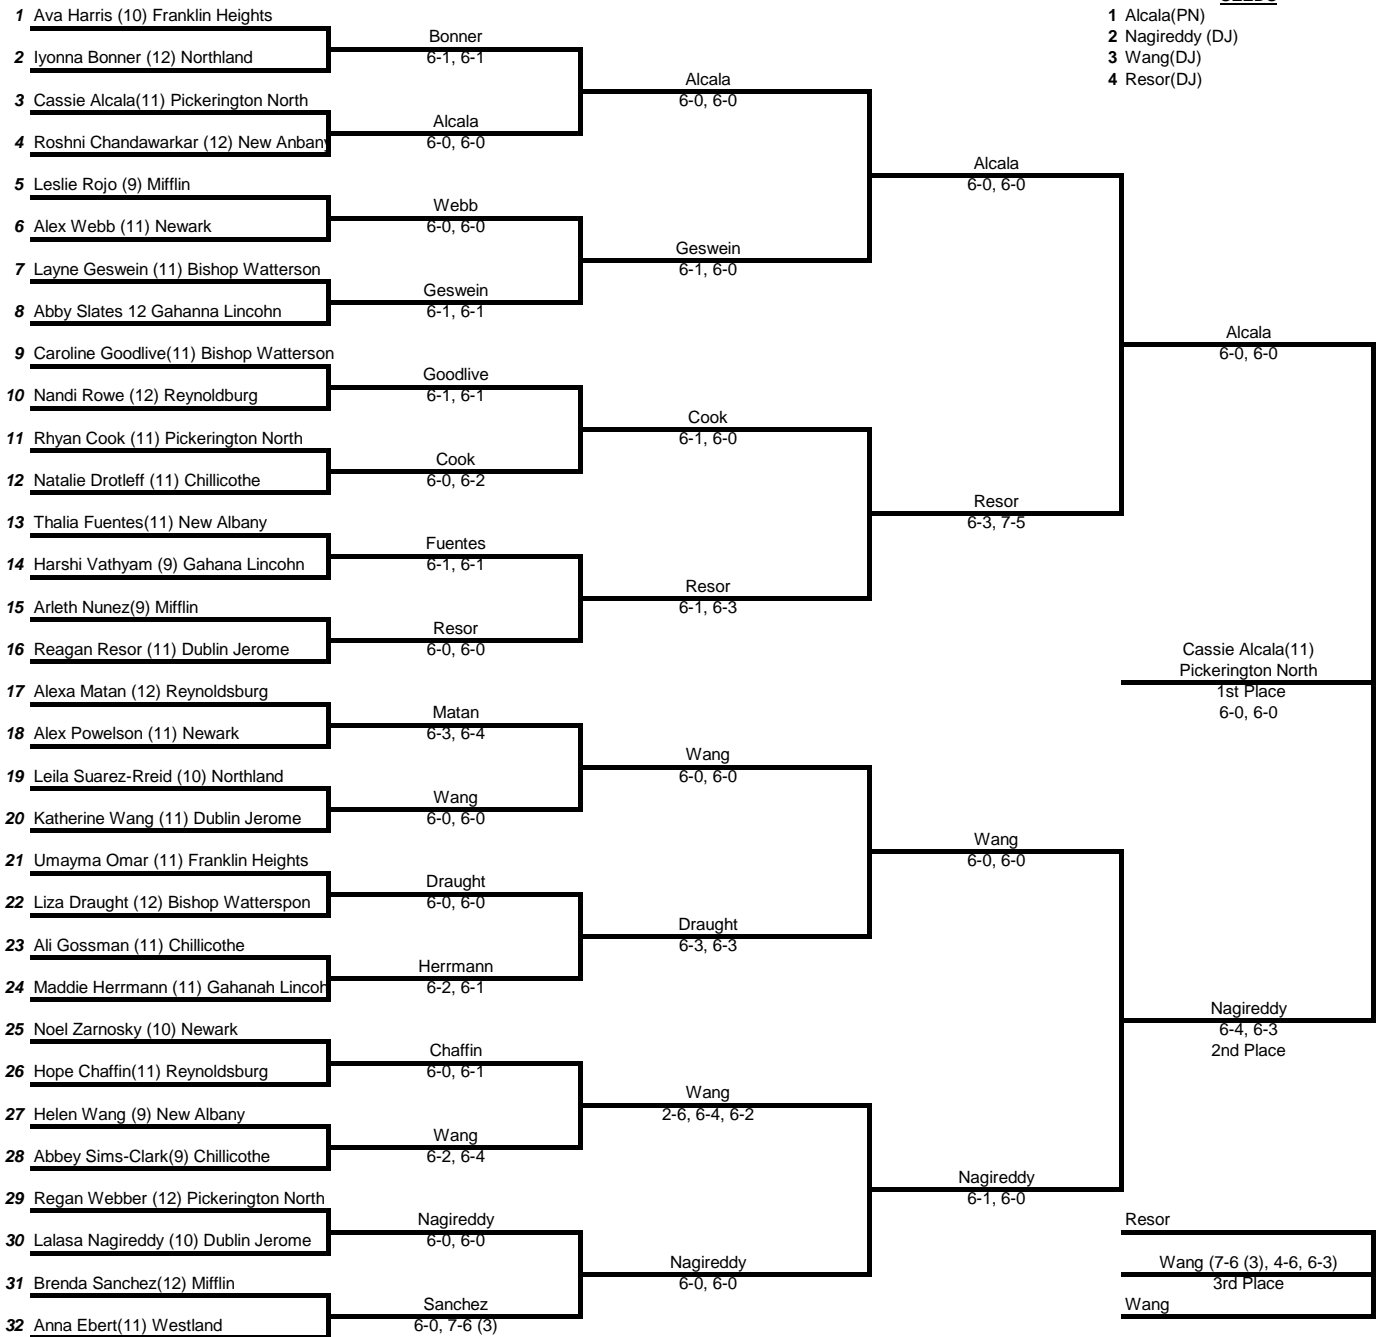 1 Ava Harris (10) Franklin Heights
2 Iyonna Bonner (12) Northland
3 Cassie Alcala(11) Pickerington North
4 Roshni Chandawarkar (12) New Anbany
5 Leslie Rojo (9) Mifflin
6 Alex Webb (11) Newark
7 Layne Geswein (11) Bishop Watterson
8 Abby Slates 12 Gahanna Lincohn
9 Caroline Goodlive(11) Bishop Watterson
10 Nandi Rowe (12) Reynoldburg
11 Rhyan Cook (11) Pickerington North
12 Natalie Drotleff (11) Chillicothe
13 Thalia Fuentes(11) New Albany
14 Harshi Vathyam (9) Gahana Lincohn
15 Arleth Nunez(9) Mifflin
16 Reagan Resor (11) Dublin Jerome
17 Alexa Matan (12) Reynoldsburg
18 Alex Powelson (11) Newark
19 Leila Suarez-Rreid (10) Northland
20 Katherine Wang (11) Dublin Jerome
21 Umayma Omar (11) Franklin Heights
22 Liza Draught (12) Bishop Watterspon
23 Ali Gossman (11) Chillicothe
24 Maddie Herrmann (11) Gahanah Lincoh
25 Noel Zarnosky (10) Newark
26 Hope Chaffin(11) Reynoldsburg
27 Helen Wang (9) New Albany
28 Abbey Sims-Clark(9) Chillicothe
29 Regan Webber (12) Pickerington North
30 Lalasa Nagireddy (10) Dublin Jerome
31 Brenda Sanchez(12) Mifflin
32 Anna Ebert(11) Westland
Bonner
6-1, 6-1
Alcala
6-0, 6-0
Webb
6-0, 6-0
Geswein
6-1, 6-1
Goodlive
6-1, 6-1
Cook
6-0, 6-2
Fuentes
6-1, 6-1
Resor
6-0, 6-0
Matan
6-3, 6-4
Wang
6-0, 6-0
Draught
6-0, 6-0
Herrmann
6-2, 6-1
Chaffin
6-0, 6-1
Wang
6-2, 6-4
Nagireddy
6-0, 6-0
Sanchez
6-0, 7-6 (3)
Alcala
6-0, 6-0
Geswein
6-1, 6-0
Cook
6-1, 6-0
Resor
6-1, 6-3
Wang
6-0, 6-0
Draught
6-3, 6-3
Wang
2-6, 6-4, 6-2
Nagireddy
6-0, 6-0
Alcala
6-0, 6-0
Resor
6-3, 7-5
Wang
6-0, 6-0
Nagireddy
6-1, 6-0
1 Alcala(PN)
2 Nagireddy (DJ)
3 Wang(DJ)
4 Resor(DJ)
Alcala
6-0, 6-0
Cassie Alcala(11)
Pickerington North
1st Place
6-0, 6-0
Nagireddy
6-4, 6-3
2nd Place
Resor
Wang (7-6 (3), 4-6, 6-3)
3rd Place
Wang